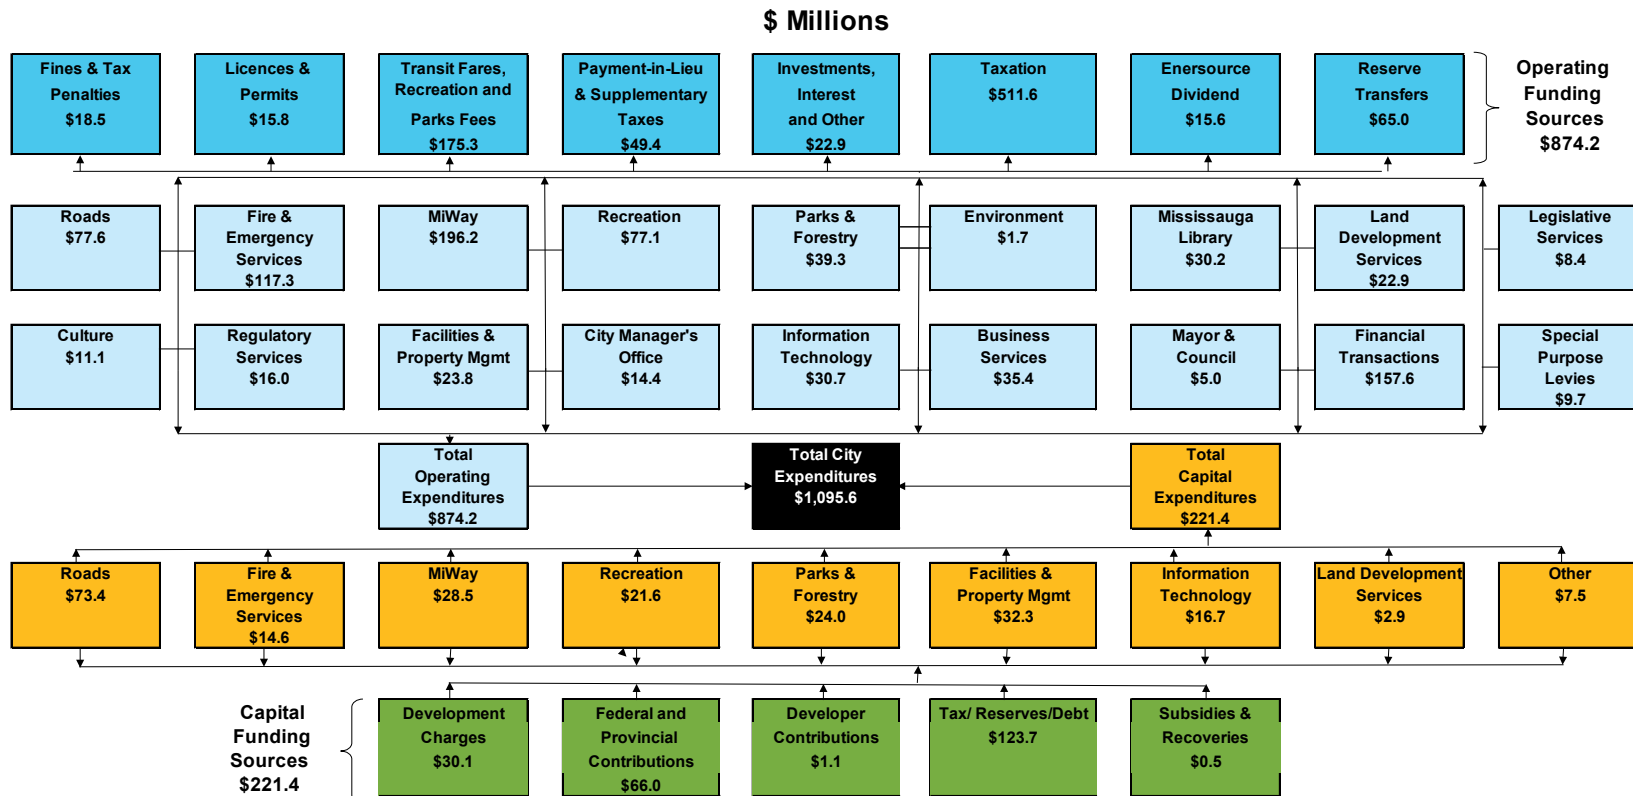 $ Millions
Fines & Tax
Penalties
$18.5
Licences &
Permits
$15.8
Transit Fares,
Recreation and
Parks Fees
$175.3
Payment-in-Lieu
& Supplementary
Taxes
$49.4
Investments,
Interest
and Other
$22.9
Taxation
$511.6
Enersource
Dividend
$15.6
Reserve
Transfers
$65.0
Operating
Funding
Sources
$874.2
Roads
$77.6
Fire &
Emergency
Services
$117.3
MiWay
$196.2
Recreation
$77.1
Parks &
Forestry
$39.3
Environment
$1.7
Mississauga
Library
$30.2
Land
Development
Services
$22.9
Legislative
Services
$8.4
Culture
$11.1
Regulatory
Services
$16.0
Facilities &
Property Mgmt
$23.8
City Manager's
Office
$14.4
Information
Technology
$30.7
Business
Services
$35.4
Mayor &
Council
$5.0
Financial
Transactions
$157.6
Special
Purpose
Levies
$9.7
Total
Operating
Expenditures
$874.2
Total City
Expenditures
$1,095.6
Total
Capital
Expenditures
$221.4
Roads
$73.4
Fire &
Emergency
Services
$14.6
MiWay
$28.5
Recreation
$21.6
Parks &
Forestry
$24.0
Facilities &
Property Mgmt
$32.3
Information
Technology
$16.7
Land Development
Services
$2.9
Other
$7.5
Capital
Funding
Sources
$221.4
Development
Charges
$30.1
Federal and
Provincial
Contributions
$66.0
Developer
Contributions
$1.1
Tax/ Reserves/Debt
$123.7
Subsidies &
Recoveries
$0.5